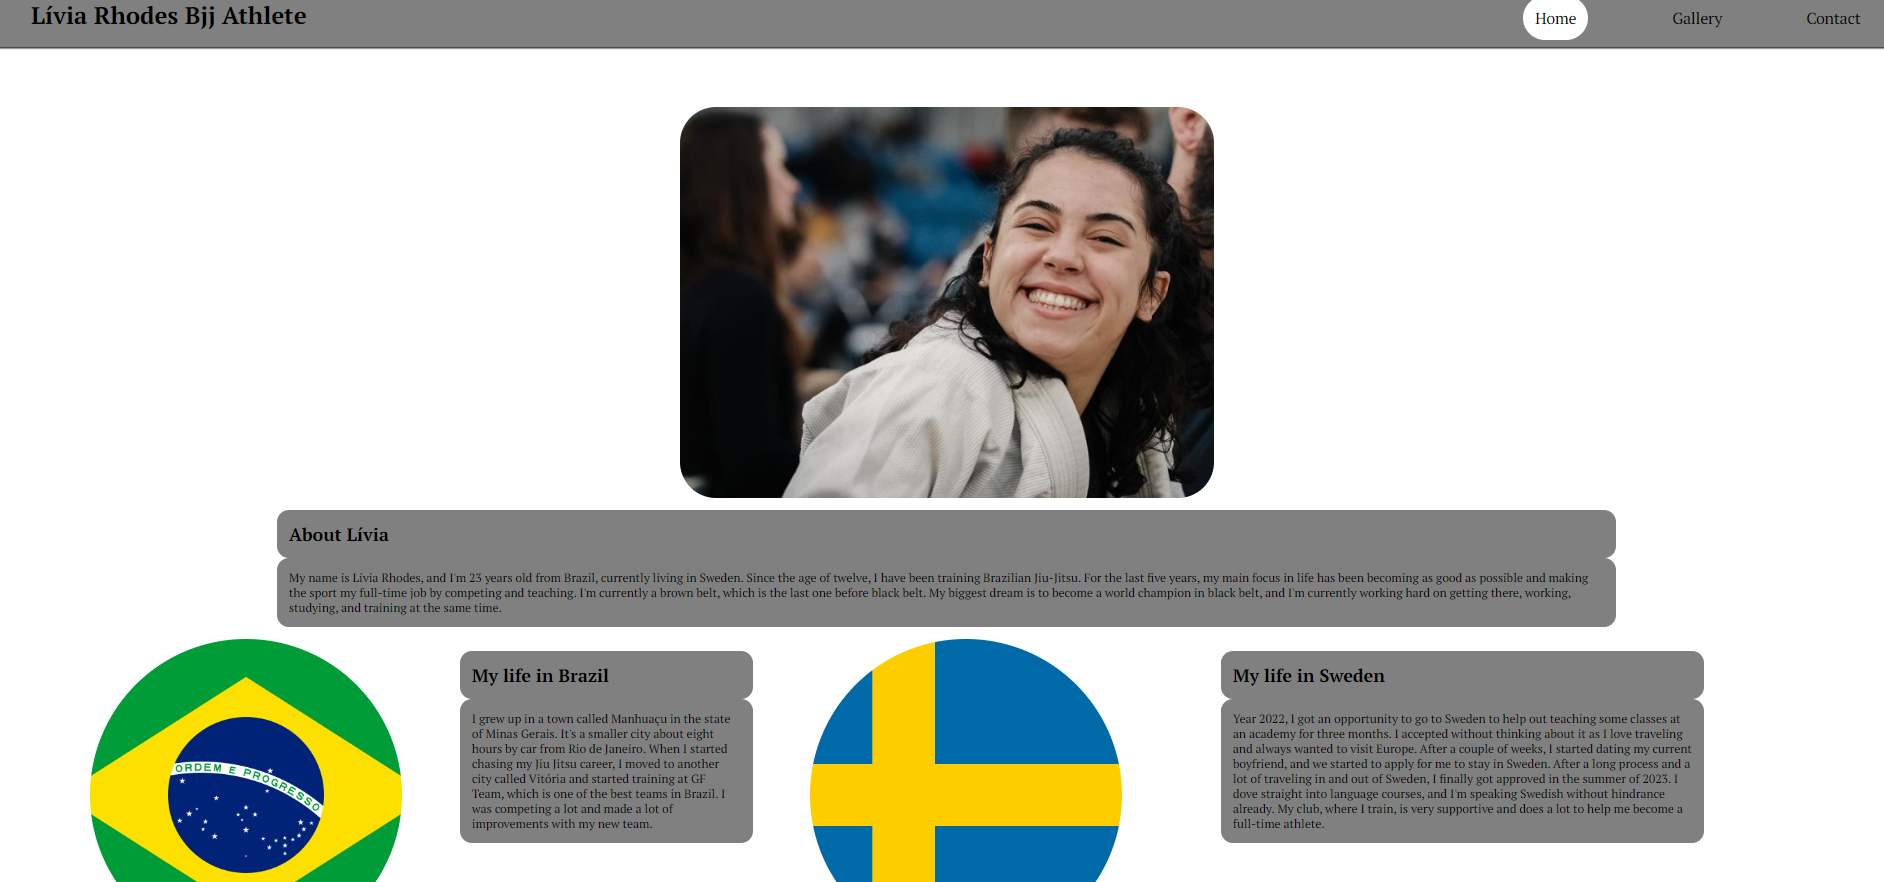 Lívia Rhodes Bjj Athlete
Home
Gallery
Contact
About Lívia
My name is Lívia Rhodes, and I'm 23 years old from Brazil, currently living in Sweden. Since the age of twelve, I have been training Brazilian Jiu-Jitsu. For the last five years, my main focus in life has been becoming as good as possible and making
the sport my full-time job by competing and teaching. I'm currently a brown belt, which is the last one before black belt. My biggest dream is to become a world champion in black belt, and I'm currently working hard on getting there, working,
studying, and training at the same time.
ORDEM E PROGRESSO
My life in Brazil
I grew up in a town called Manhuaçu in the state
of Minas Gerais. It's a smaller city about eight
hours by car from Rio de Janeiro. When I started
chasing my Jiu Jitsu career, I moved to another
city called Vitória and started training at GF
Team, which is one of the best teams in Brazil. I
was competing a lot and made a lot of
improvements with my new team.
My life in Sweden
Year 2022, I got an opportunity to go to Sweden to help out teaching some classes at
an academy for three months. I accepted without thinking about it as I love traveling
and always wanted to visit Europe. After a couple of weeks, I started dating my current
boyfriend, and we started to apply for me to stay in Sweden. After a long process and a
lot of traveling in and out of Sweden, I finally got approved in the summer of 2023. I
dove straight into language courses, and I'm speaking Swedish without hindrance
already. My club, where I train, is very supportive and does a lot to help me become a
full-time athlete.